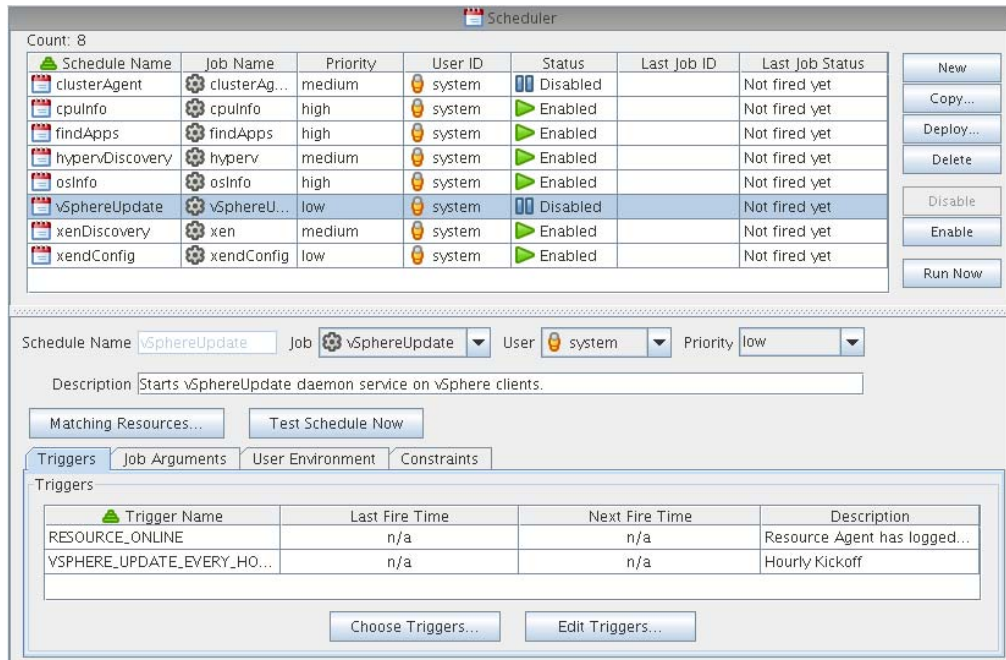 Scheduler
Count: 8
Schedule Name Job Name Priority User ID Status Last Job ID Last Job Status
clusterAgent clusterAg... medium system Disabled Not fired yet
cpuInfo cpuInfo high system Enabled Not fired yet
findApps findApps high system Enabled Not fired yet
hypervDiscovery hyperv medium system Enabled Not fired yet
osInfo osInfo high system Enabled Not fired yet
vSphereUpdate vSphereU... low system Disabled Not fired yet
xenDiscovery xen medium system Enabled Not fired yet
xendConfig xendConfig low system Enabled Not fired yet
New
Copy...
Deploy...
Delete
Disable
Enable
Run Now
Schedule Name vSphereUpdate Job vSphereUpdate User system Priority low
Description Starts vSphereUpdate daemon service on vSphere clients.
Matching Resources... Test Schedule Now
Triggers Job Arguments User Environment Constraints
Triggers
Trigger Name Last Fire Time Next Fire Time Description
RESOURCE_ONLINE n/a n/a Resource Agent has logged...
VSPHERE_UPDATE_EVERY_HO... n/a n/a Hourly Kickoff
Choose Triggers... Edit Triggers...